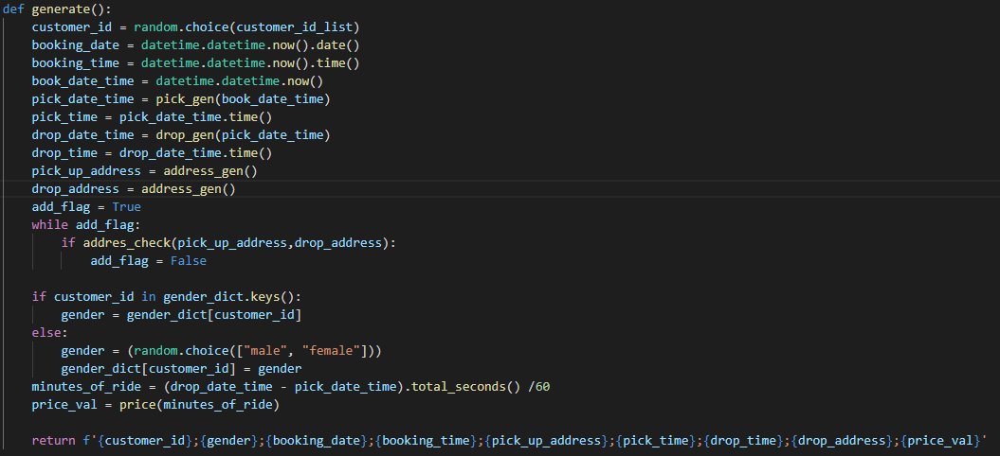 def generate():
    customer_id = random.choice(customer_id_list)
    booking_date = datetime.datetime.now().date()
    booking_time = datetime.datetime.now().time()
    book_date_time = datetime.datetime.now()
    pick_date_time = pick_gen(book_date_time)
    pick_time = pick_date_time.time()
    drop_date_time = drop_gen(pick_date_time)
    drop_time = drop_date_time.time()
    pick_up_address = address_gen()
    drop_address = address_gen()
    add_flag = True
    while add_flag:
        if addres_check(pick_up_address,drop_address):
            add_flag = False

    if customer_id in gender_dict.keys():
        gender = gender_dict[customer_id]
    else:
        gender = (random.choice(["male", "female"]))
        gender_dict[customer_id] = gender
    minutes_of_ride = (drop_date_time - pick_date_time).total_seconds() /60
    price_val = price(minutes_of_ride)

    return f'{customer_id};{gender};{booking_date};{booking_time};{pick_up_address};{pick_time};{drop_time};{drop_address};{price_val}'